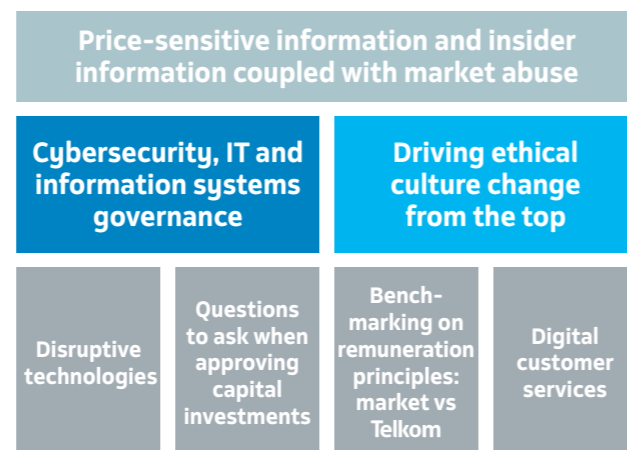 Price-sensitive information and insider
information coupled with market abuse
Cybersecurity, IT and
information systems
governance
Driving ethical
culture change
from the top
Disruptive
technologies
Questions
to ask when
approving
capital
investments
Bench-
marking on
remuneration
principles:
market vs
Telkom
Digital
customer
services